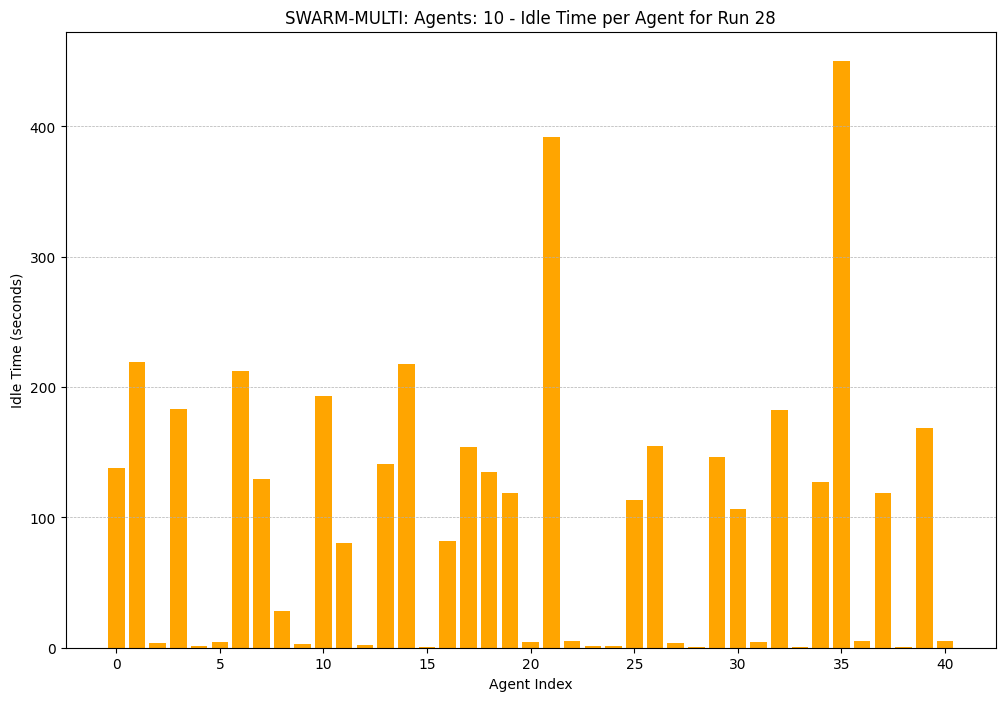 SWARM-MULTI: Agents: 10 - Idle Time per Agent for Run 28
Idle Time (seconds)
400
300
200
100
0
0 5 10 15 20 25 30 35 40
Agent Index